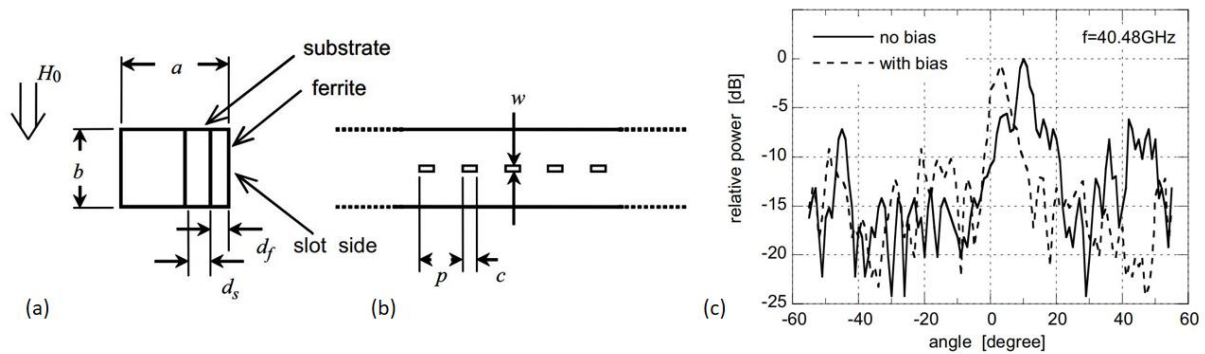 (a)
H0
a
b
substrate
ferrite
slot side
df
ds
(b)
w
p
c
(c)
relative power [dB]
0
-5
-10
-15
-20
-25
no bias
with bias
f=40.48GHz
-60 -40 -20 0 20 40 60
angle [degree]